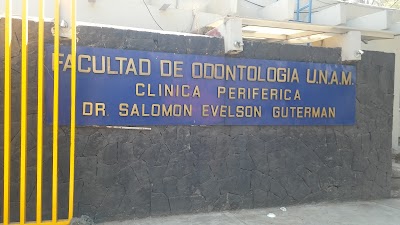 FACULTAD DE ODONTOLOGIA U.N.A.M.
CLINICA PERIFERICA
DR. SALOMON EVELSON GUTERMAN